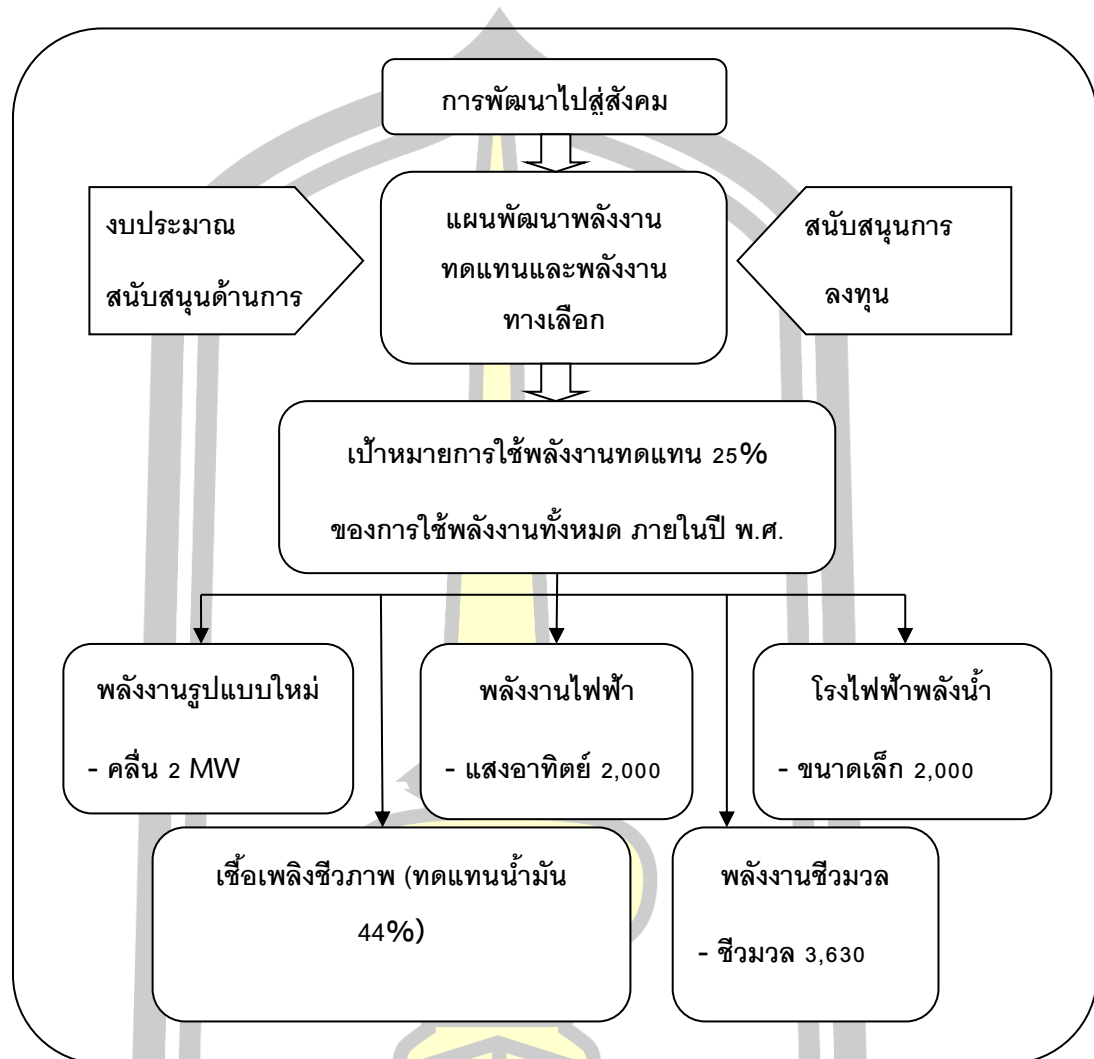 การพัฒนาไปสู่สังคม
งบประมาณ
สนับสนุนด้านการ
แผนพัฒนาพลังงาน
ทดแทนและพลังงาน
ทางเลือก
สนับสนุนการ
ลงทุน
เป้าหมายการใช้พลังงานทดแทน 25%
ของการใช้พลังงานทั้งหมด ภายในปี พ.ศ.
พลังงานรูปแบบใหม่
- คลื่น 2 MW
พลังงานไฟฟ้า
- แสงอาทิตย์ 2,000
โรงไฟฟ้าพลังน้ำ
- ขนาดเล็ก 2,000
เชื้อเพลิงชีวภาพ (ทดแทนน้ำมัน
44%)
พลังงานชีวมวล
- ชีวมวล 3,630